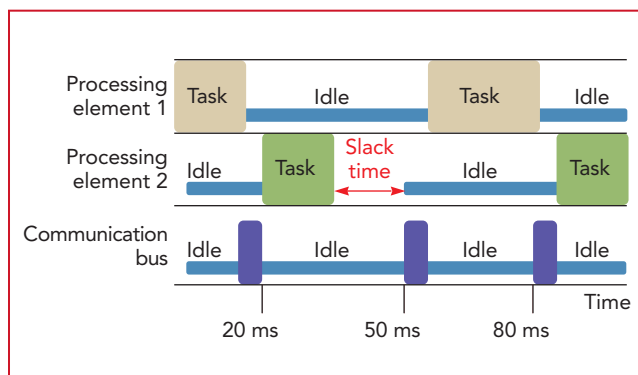 Processing
element 1
Task
Idle
Task
Idle
Processing
element 2
Idle
Task
Slack
time
Idle
Task
Communication
bus
Idle
Idle
Idle
Idle
Time
20 ms
50 ms
80 ms